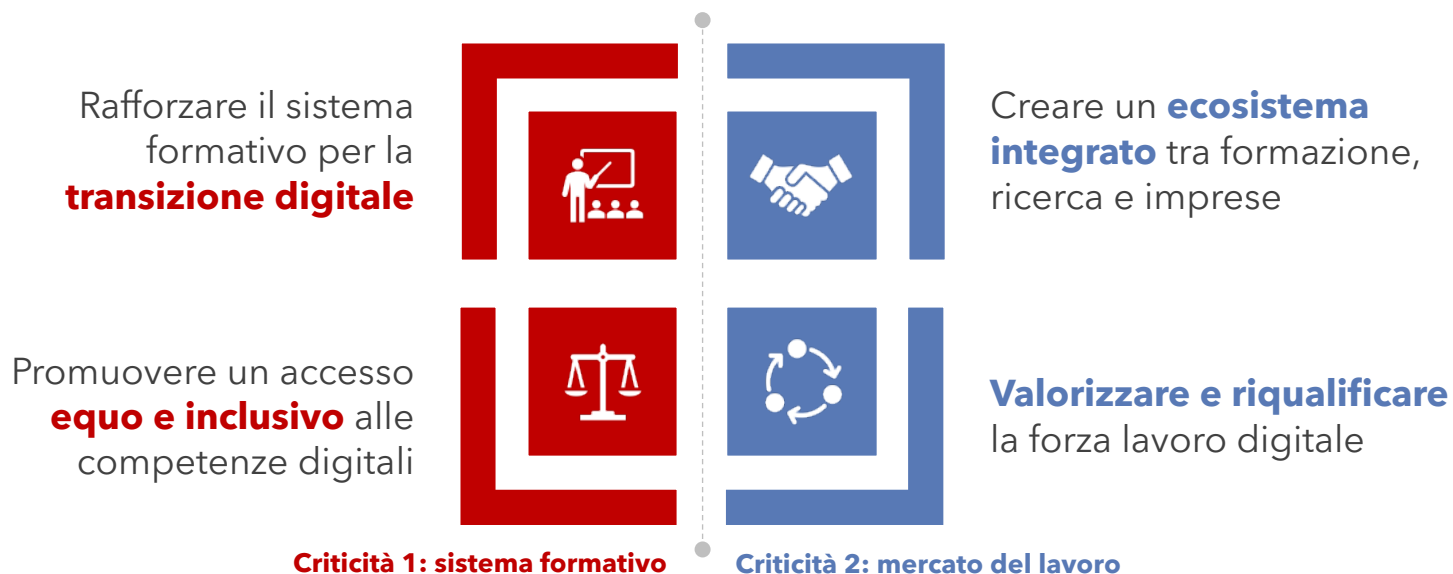 Rafforzare il sistema
formativo per la
transizione digitale
Creare un ecosistema
integrato tra formazione,
ricerca e imprese
Promuovere un accesso
equo e inclusivo alle
competenze digitali
Valorizzare e riqualificare
la forza lavoro digitale
Criticità 1: sistema formativo
Criticità 2: mercato del lavoro